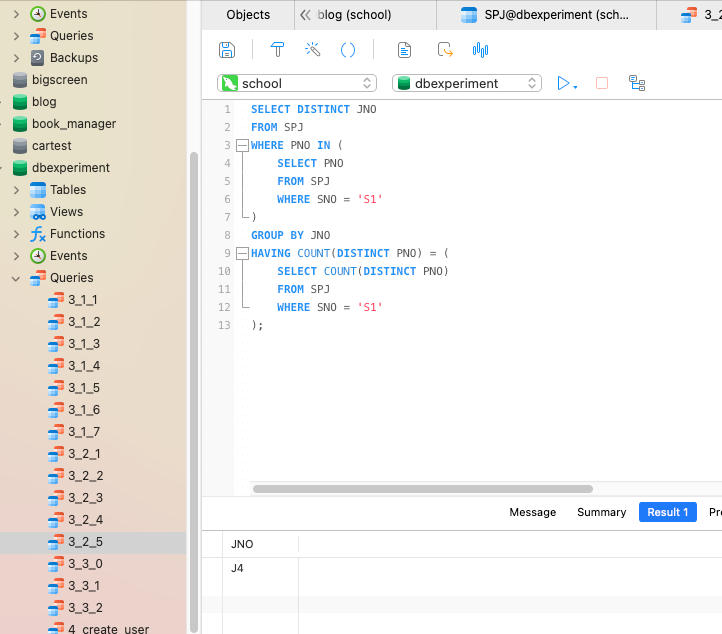 Events
Queries
Backups
bigscreen
blog
book_manager
cartest
dbexperiment
Tables
Views
Functions
Events
Queries
3_1_1
3_1_2
3_1_3
3_1_4
3_1_5
3_1_6
3_1_7
3_2_1
3_2_2
3_2_3
3_2_4
3_2_5
3_3_0
3_3_1
3_3_2
4_create_user
Objects blog (school) SPJ@dbexperiment (sch... 3_2
school dbexperiment
1 SELECT DISTINCT JNO
2 FROM SPJ
3 WHERE PNO IN (
4 SELECT PNO
5 FROM SPJ
6 WHERE SNO = 'S1'
7 )
8 GROUP BY JNO
9 HAVING COUNT(DISTINCT PNO) = (
10 SELECT COUNT(DISTINCT PNO)
11 FROM SPJ
12 WHERE SNO = 'S1'
13 );
Message Summary Result 1 Pr
JNO
J4